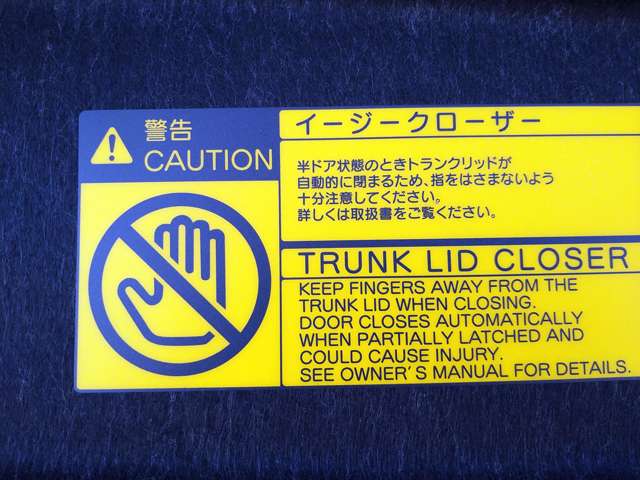 警告
CAUTION
イージークローザー
半ドア状態のときトランクリッドが
自動的に閉まるため、指をはさまないよう
十分注意してください。
詳しくは取扱書をご覧ください。
TRUNK LID CLOSER
KEEP FINGERS AWAY FROM THE
TRUNK LID WHEN CLOSING.
DOOR CLOSES AUTOMATICALLY
WHEN PARTIALLY LATCHED AND
COULD CAUSE INJURY.
SEE OWNER'S MANUAL FOR DETAILS.